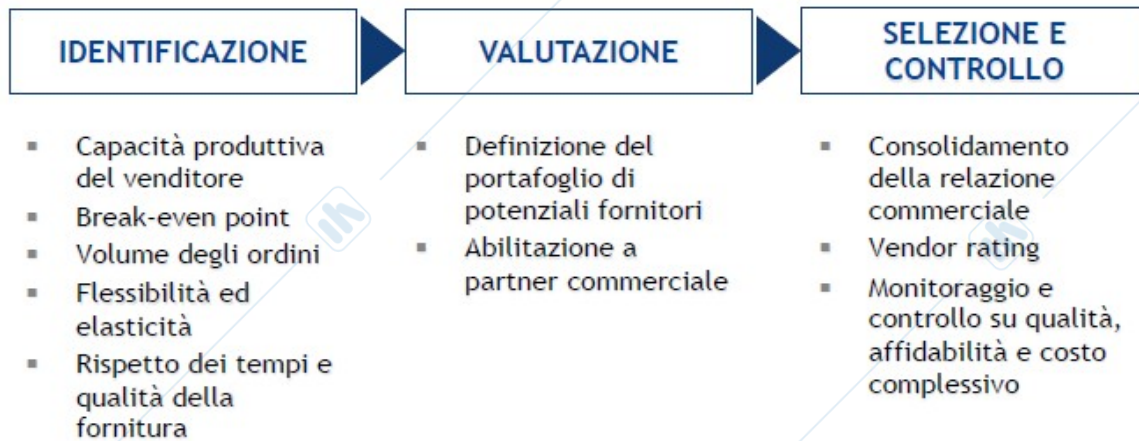 IDENTIFICAZIONE
VALUTAZIONE
SELEZIONE E
CONTROLLO
▪ Capacità produttiva
del venditore
▪ Break-even point
▪ Volume degli ordini
▪ Flessibilità ed
elasticità
▪ Rispetto dei tempi e
qualità della
fornitura
▪ Definizione del
portafoglio di
potenziali fornitori
▪ Abilitazione a
partner commerciale
▪ Consolidamento
della relazione
commerciale
▪ Vendor rating
▪ Monitoraggio e
controllo su qualità,
affidabilità e costo
complessivo